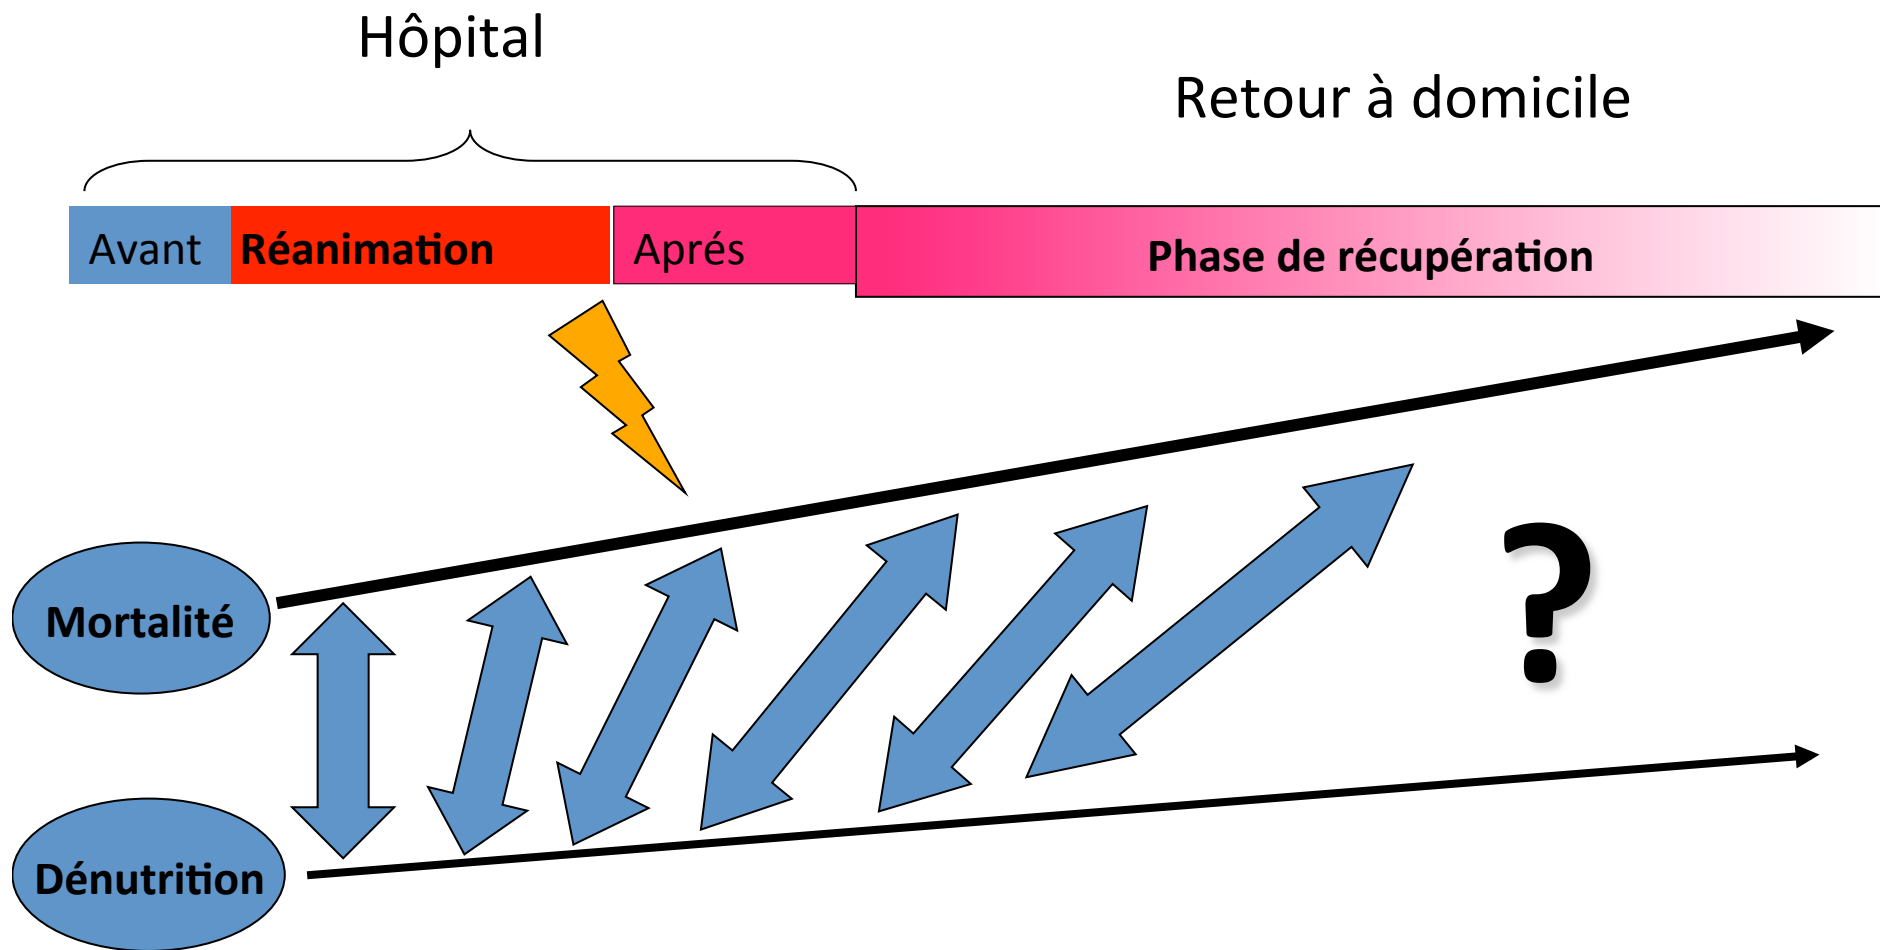 Hôpital
Retour à domicile
Avant
Réanimation
Aprés
Phase de récupération
Mortalité
?
Dénutrition